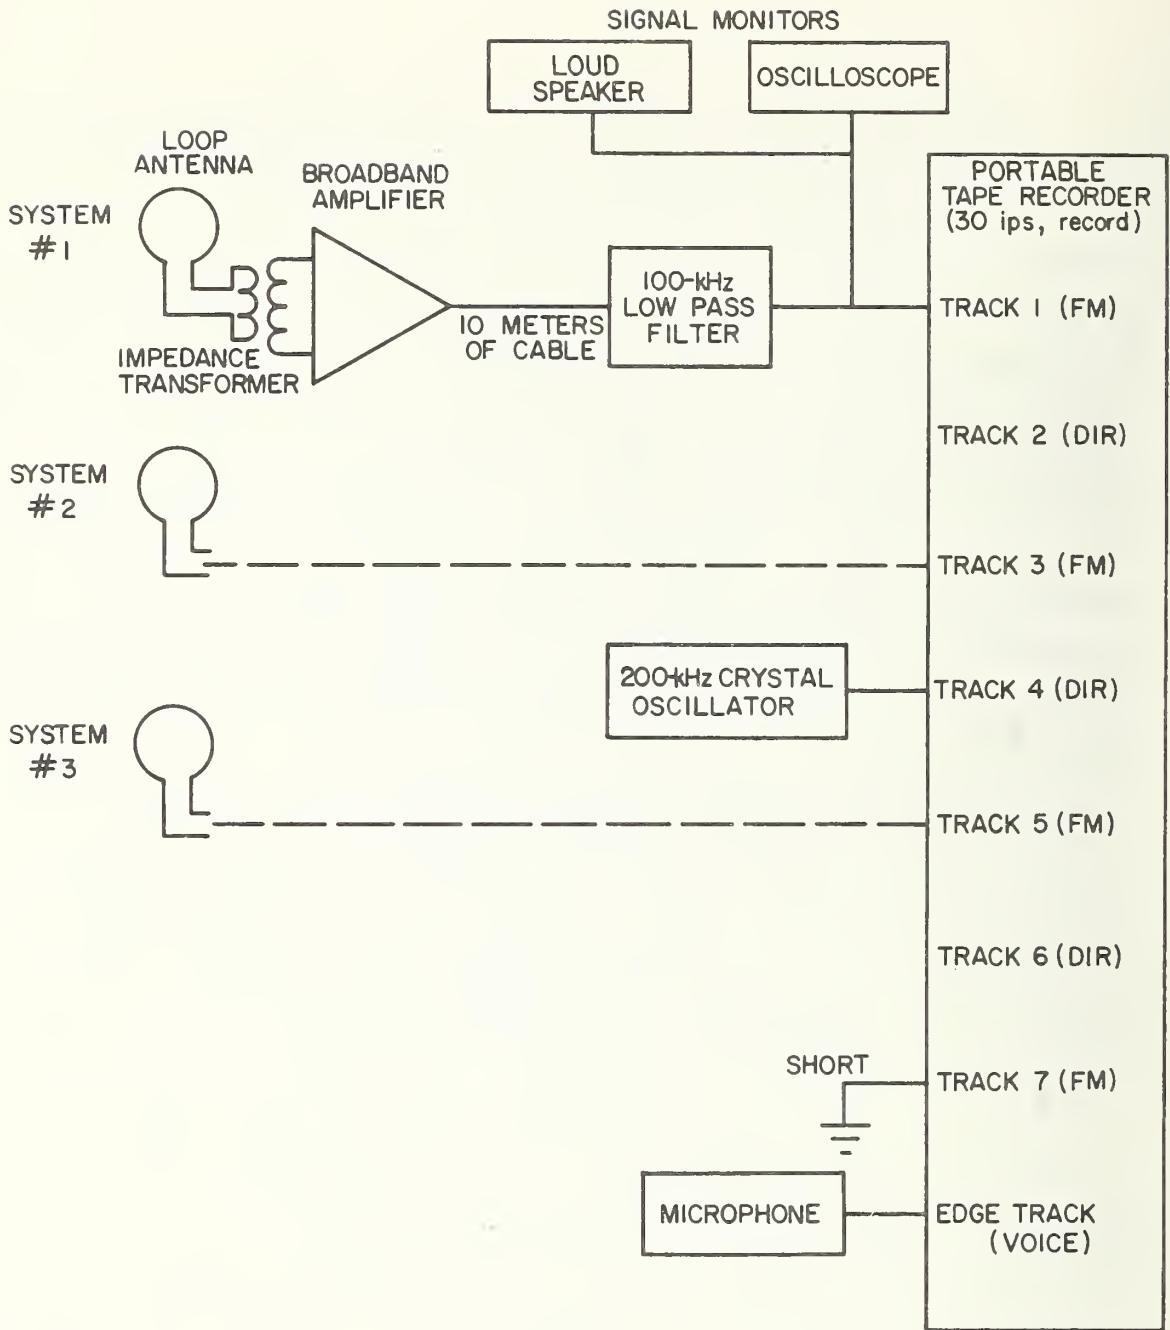 SIGNAL MONITORS
LOUD
SPEAKER
OSCILLOSCOPE
LOOP
ANTENNA
BROADBAND
AMPLIFIER
SYSTEM
#1
IMPEDANCE
TRANSFORMER
10 METERS
OF CABLE
100-kHz
LOW PASS
FILTER
PORTABLE
TAPE RECORDER
(30 ips, record)
TRACK 1 (FM)
TRACK 2 (DIR)
SYSTEM
#2
TRACK 3 (FM)
200-kHz CRYSTAL
OSCILLATOR
TRACK 4 (DIR)
SYSTEM
#3
TRACK 5 (FM)
TRACK 6 (DIR)
SHORT
TRACK 7 (FM)
MICROPHONE
EDGE TRACK
(VOICE)